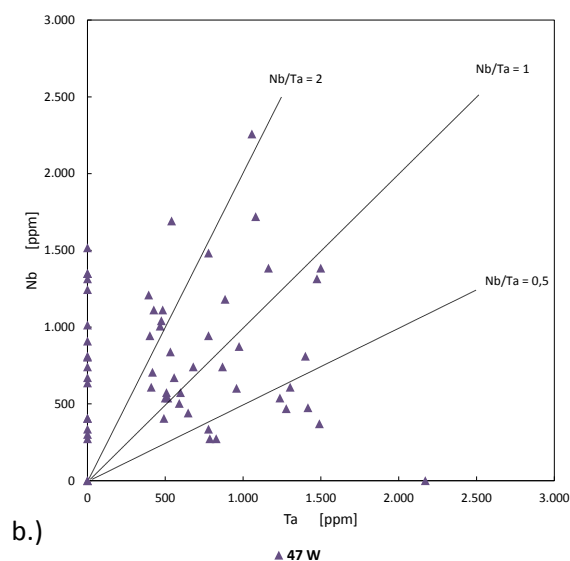 3.000
Nb/Ta = 2
Nb/Ta = 1
2.500
2.000
Nb [ppm]
1.500
Nb/Ta = 0,5
1.000
500
0
0 500 1.000 1.500 2.000 2.500 3.000
Ta [ppm]
b.)
47 W